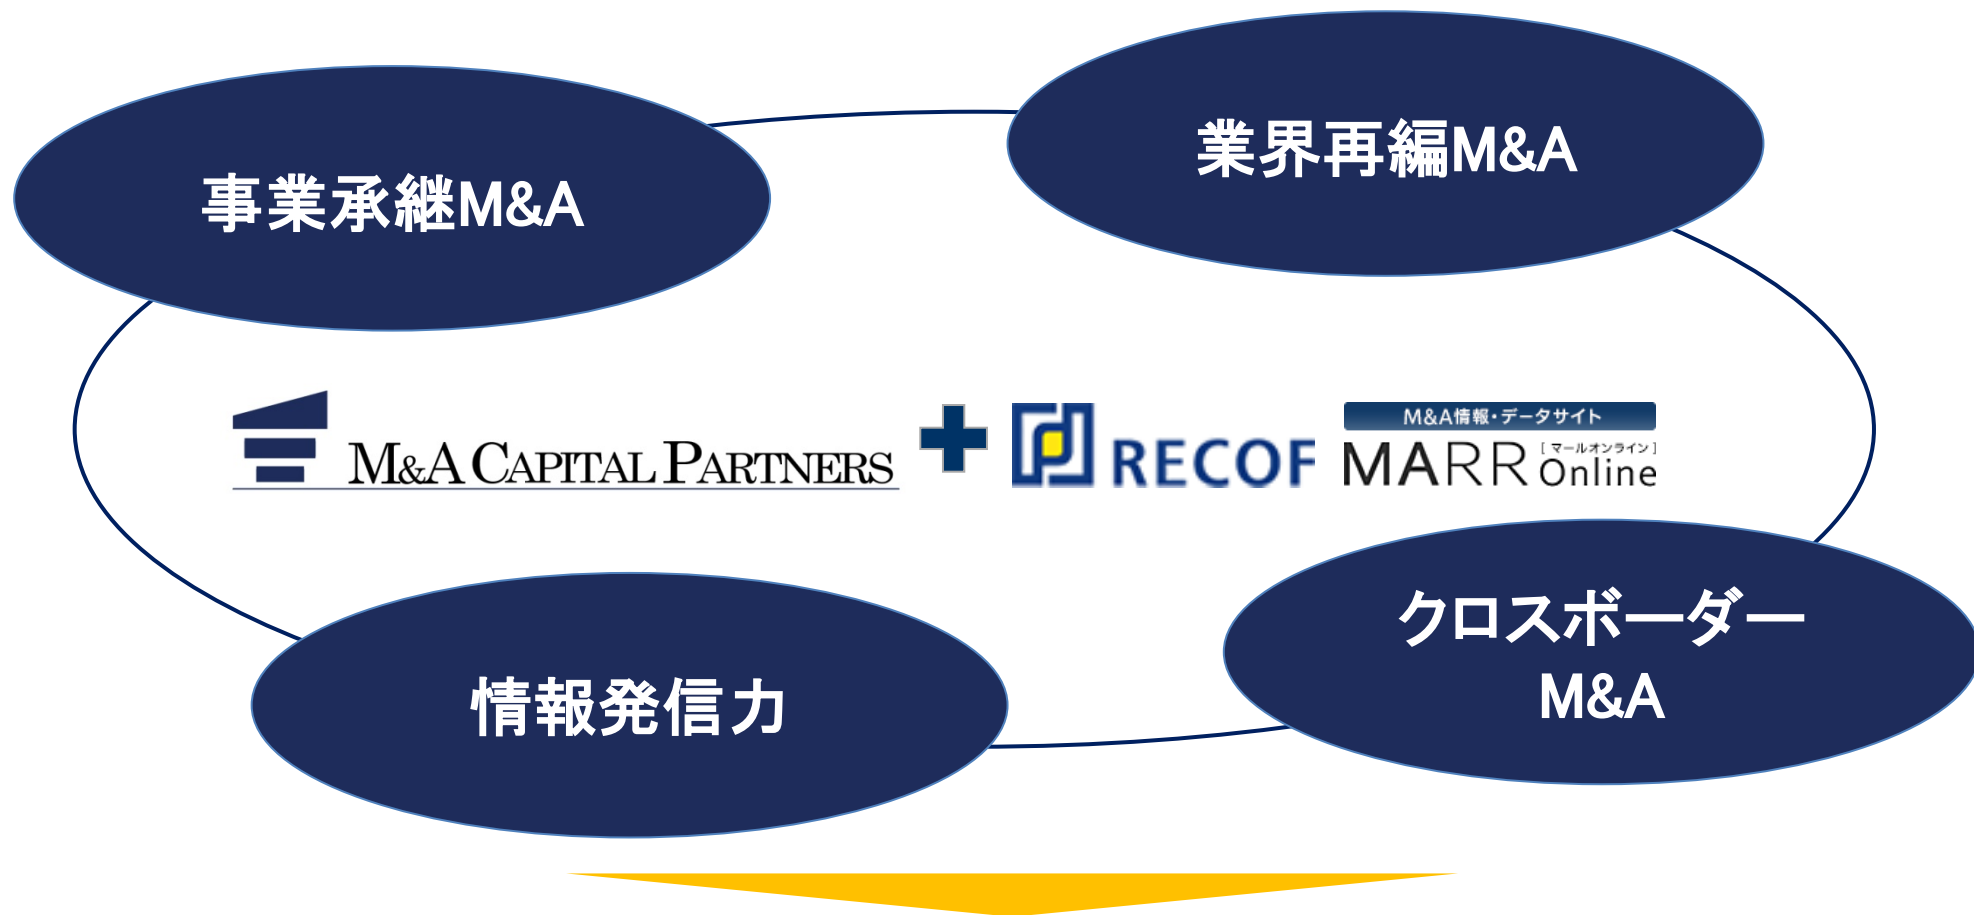 業界再編M&A
事業承継M&A
M&A CAPITAL PARTNERS
RECOF
M&A情報・データサイト
MARR Online
[マールオンライン]
クロスボーダー
M&A
情報発信力